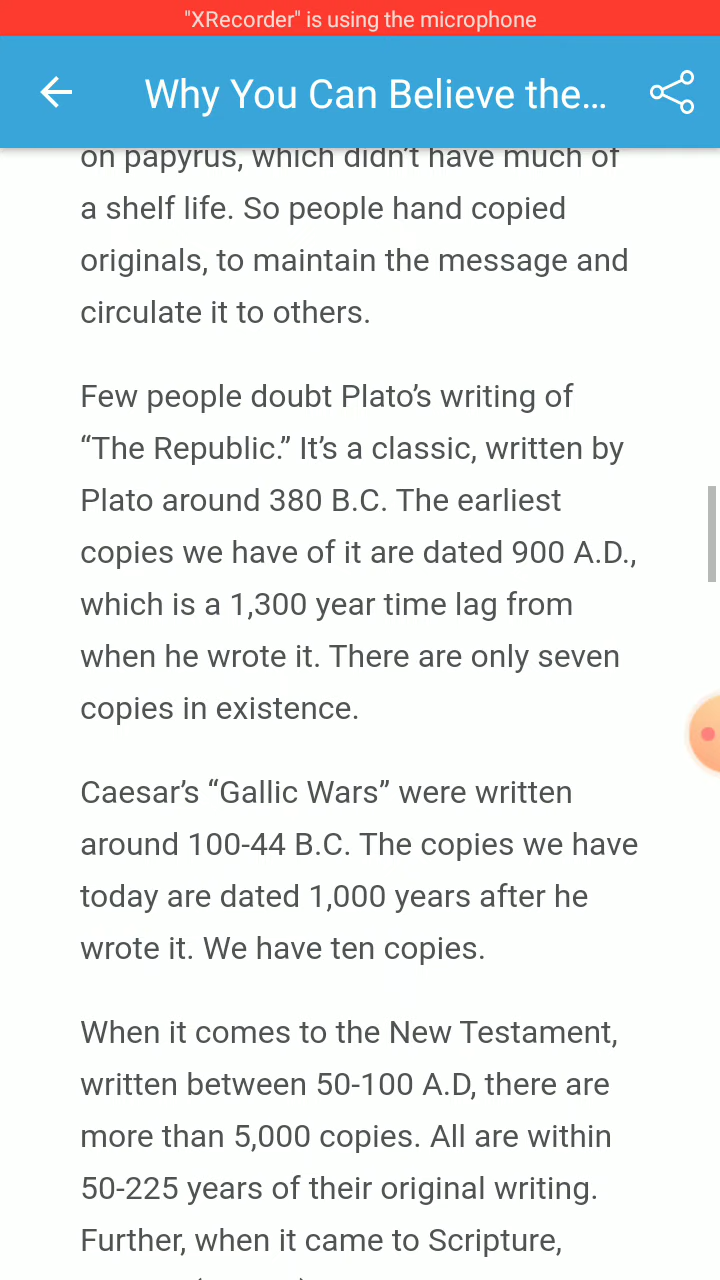 "XRecorder" is using the microphone
Why You Can Believe the...
on papyrus, which didn't have much of
a shelf life. So people hand copied
originals, to maintain the message and
circulate it to others.
Few people doubt Plato’s writing of
“The Republic.” It’s a classic, written by
Plato around 380 B.C. The earliest
copies we have of it are dated 900 A.D.,
which is a 1,300 year time lag from
when he wrote it. There are only seven
copies in existence.
Caesar’s “Gallic Wars” were written
around 100-44 B.C. The copies we have
today are dated 1,000 years after he
wrote it. We have ten copies.
When it comes to the New Testament,
written between 50-100 A.D, there are
more than 5,000 copies. All are within
50-225 years of their original writing.
Further, when it came to Scripture,